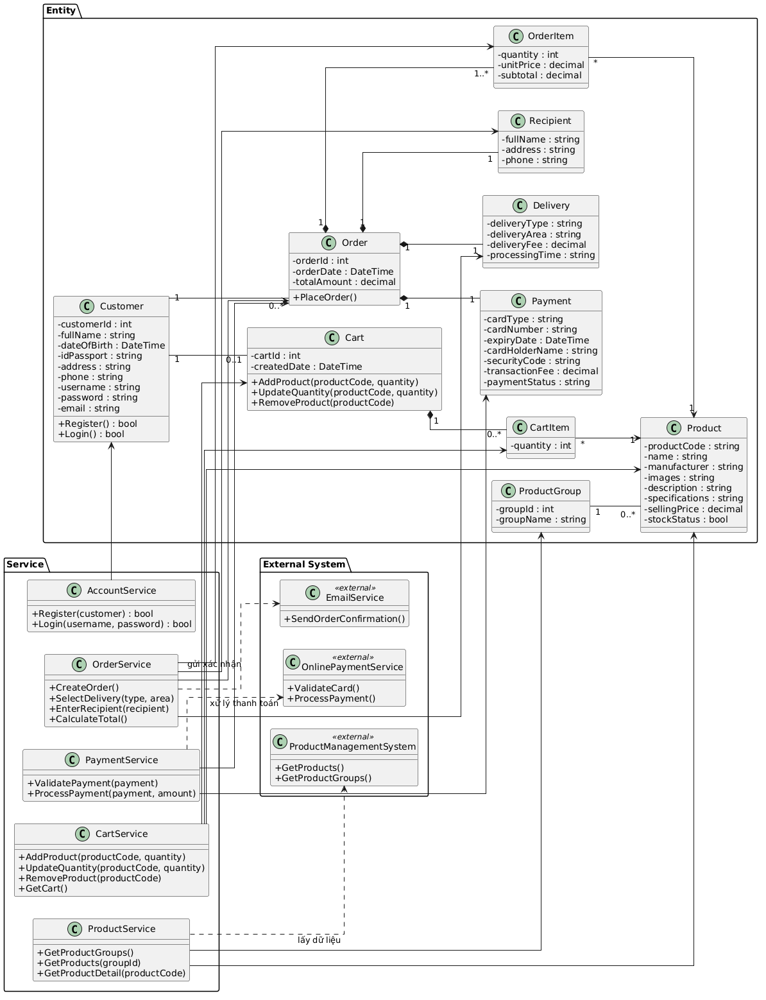 Entity
OrderItem
-quantity : int
-unitPrice : decimal
-subtotal : decimal
*
1..*
Recipient
-fullName : string
-address : string
-phone : string
1
Delivery
-deliveryType : string
-deliveryArea : string
-deliveryFee : decimal
-processingTime : string
1
1
1
Order
-orderId : int
-orderDate : DateTime
-totalAmount : decimal
+PlaceOrder()
1
1
1
0..*
1
Payment
-cardType : string
-cardNumber : string
-expiryDate : DateTime
-cardHolderName : string
-securityCode : string
-transactionFee : decimal
-paymentStatus : string
Customer
-customerId : int
-fullName : string
-dateOfBirth : DateTime
-idPassport : string
-address : string
-phone : string
-username : string
-password : string
-email : string
+Register() : bool
+Login() : bool
1
0..1
Cart
-cartId : int
-createdDate : DateTime
+AddProduct(productCode, quantity)
+UpdateQuantity(productCode, quantity)
+RemoveProduct(productCode)
1
0..*
CartItem
-quantity : int
*
1
1
Product
-productCode : string
-name : string
-manufacturer : string
-images : string
-description : string
-specifications : string
-sellingPrice : decimal
-stockStatus : bool
ProductGroup
-groupId : int
-groupName : string
1
0..*
Service
AccountService
+Register(customer) : bool
+Login(username, password) : bool
OrderService
+CreateOrder()
+SelectDelivery(type, area)
+EnterRecipient(recipient)
+CalculateTotal()
gửi xác nhận
xử lý thanh toán
PaymentService
+ValidatePayment(payment)
+ProcessPayment(payment, amount)
CartService
+AddProduct(productCode, quantity)
+UpdateQuantity(productCode, quantity)
+RemoveProduct(productCode)
+GetCart()
ProductService
+GetProductGroups()
+GetProducts(groupId)
+GetProductDetail(productCode)
lấy dữ liệu
External System
«external»
EmailService
+SendOrderConfirmation()
«external»
OnlinePaymentService
+ValidateCard()
+ProcessPayment()
«external»
ProductManagementSystem
+GetProducts()
+GetProductGroups()